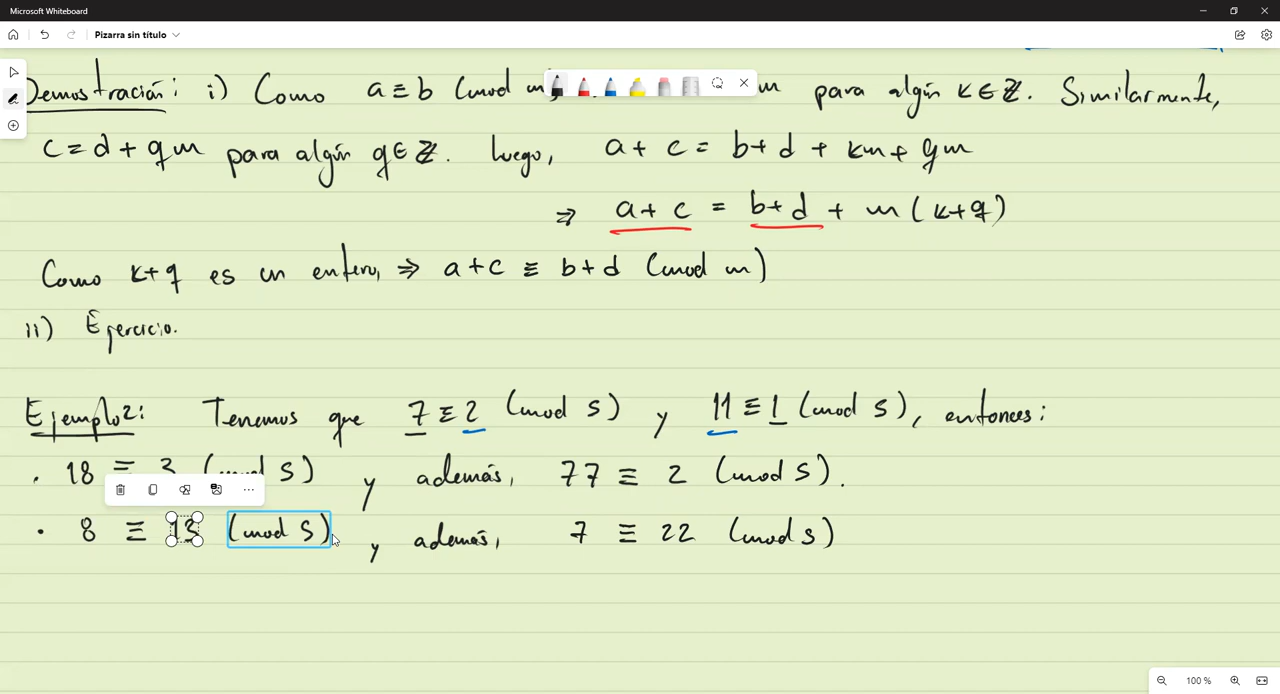 Microsoft Whiteboard
Pizarra sin título
Demostración: i) Como a ≡ b (mod m), m para algún k∈ℤ. Similarmente,
c = d + qm para algún q∈ℤ. Luego, a + c = b+d + km + qm
⇒ a + c = b+d + m (k+q)
Como k+q es un entero, ⇒ a+c ≡ b+d (mod m)
ii) Ejercicio.
Ejemplo2: Tenemos que 7 ≡ 2 (mod 5) y 11 ≡ 1 (mod 5), entonces:
. 18 ≡ 3 (mod 5) y además, 77 ≡ 2 (mod 5).
• 8 ≡ 13 (mod 5) y además, 7 ≡ 22 (mod 5)
100 %